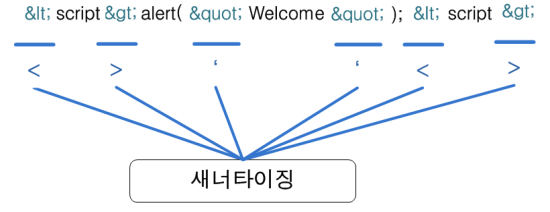 &lt; script &gt; alert( &quot; Welcome &quot; ); &lt; script &gt;
< > ‘ ‘ < >
새너타이징